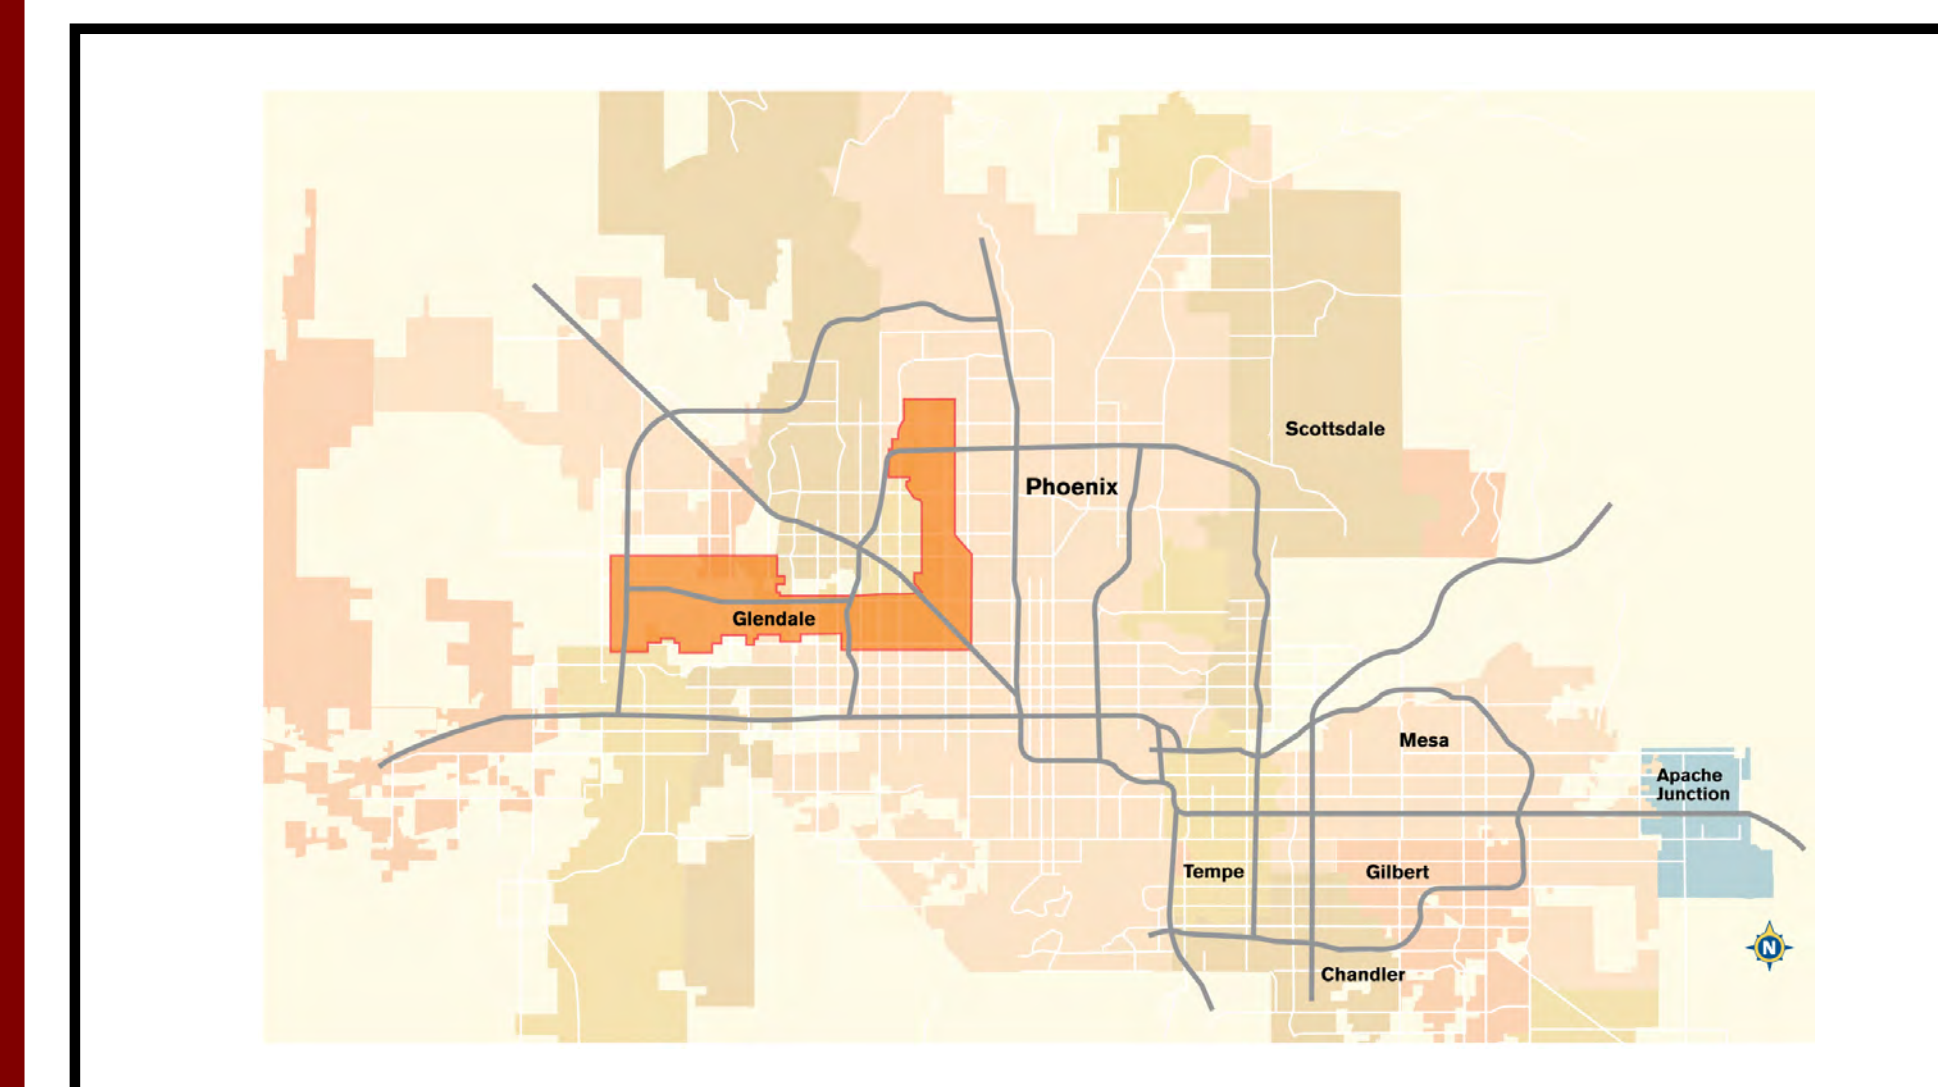 Scottsdale
Phoenix
Glendale
Mesa
Apache
Junction
Tempe
Gilbert
N
Chandler